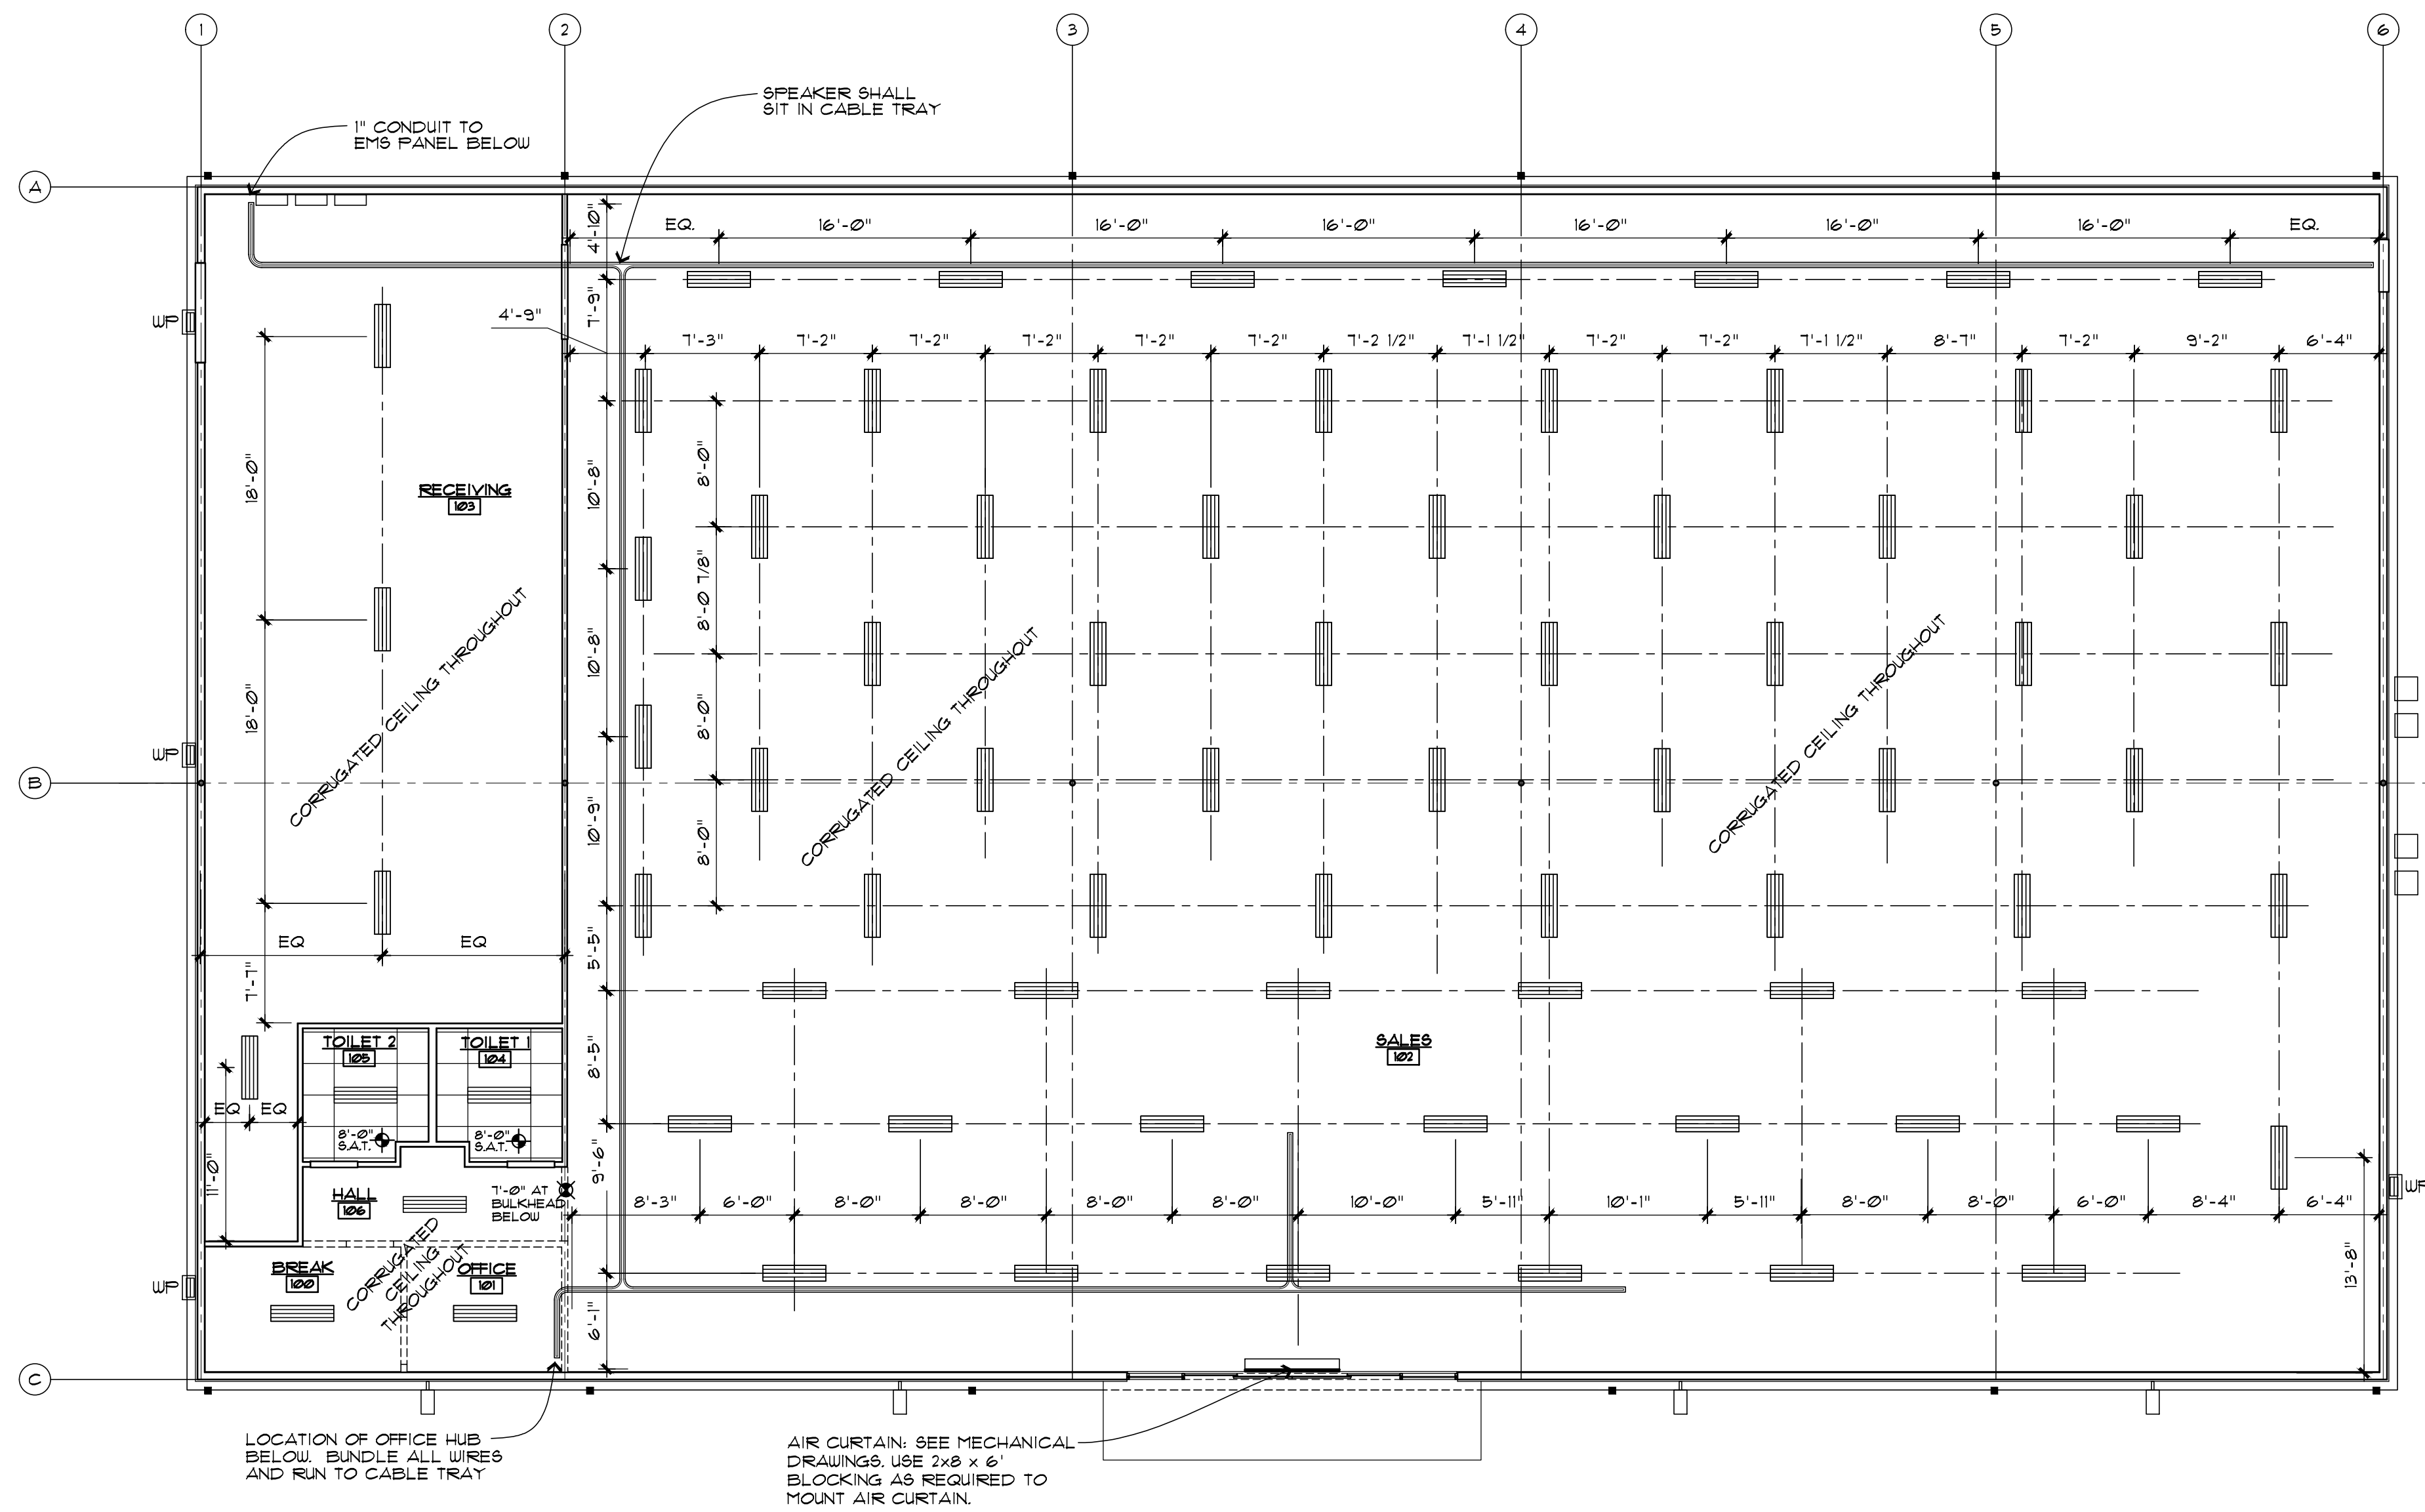 1
2
3
4
5
6
SPEAKER SHALL
SIT IN CABLE TRAY
1" CONDUIT TO
EMS PANEL BELOW
A
4'-10"
EQ.
16'-0"
16'-0"
16'-0"
16'-0"
16'-0"
16'-0"
EQ.
7'-9"
WP
4'-9"
7'-3"
7'-2"
7'-2"
7'-2"
7'-2"
7'-2"
7'-2 1/2"
7'-1 1/2"
7'-2"
7'-2"
7'-1 1/2"
8'-7"
7'-2"
9'-2"
6'-4"
18'-0"
RECEIVING
103
10'-8"
8'-0"
8'-0 7/8"
10'-8"
18'-0"
8'-0"
CORRUGATED CEILING THROUGHOUT
CORRUGATED CEILING THROUGHOUT
CORRUGATED CEILING THROUGHOUT
WP
B
10'-9"
8'-0"
EQ
EQ
5'-5"
7'-7"
TOILET 2
105
TOILET 1
104
8'-5"
SALES
102
EQ
EQ
8'-0"
S.A.T.
8'-0"
S.A.T.
9'-6"
11'-0"
HALL
106
7'-0" AT
BULKHEAD
BELOW
8'-3"
6'-0"
8'-0"
8'-0"
8'-0"
8'-0"
10'-0"
5'-11"
10'-1"
5'-11"
8'-0"
8'-0"
6'-0"
8'-4"
6'-4"
WP
BREAK
100
CORRUGATED
CEILING
THROUGHOUT
OFFICE
101
WP
6'-1"
13'-8"
C
LOCATION OF OFFICE HUB
BELOW. BUNDLE ALL WIRES
AND RUN TO CABLE TRAY
AIR CURTAIN: SEE MECHANICAL
DRAWINGS. USE 2x8 x 6'
BLOCKING AS REQUIRED TO
MOUNT AIR CURTAIN.